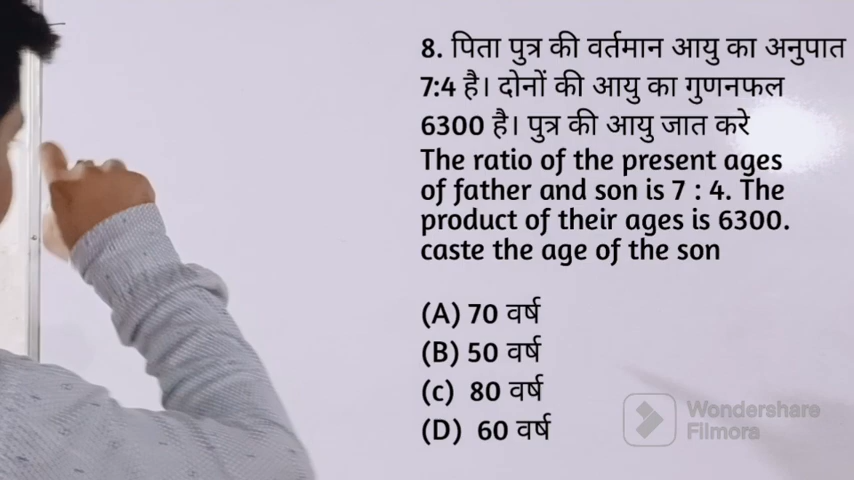 8. पिता पुत्र की वर्तमान आयु का अनुपात
7:4 है। दोनों की आयु का गुणनफल
6300 है। पुत्र की आयु जात करे
The ratio of the present ages
of father and son is 7 : 4. The
product of their ages is 6300.
caste the age of the son
(A) 70 वर्ष
(B) 50 वर्ष
(c) 80 वर्ष
(D) 60 वर्ष
Wondershare
Filmora